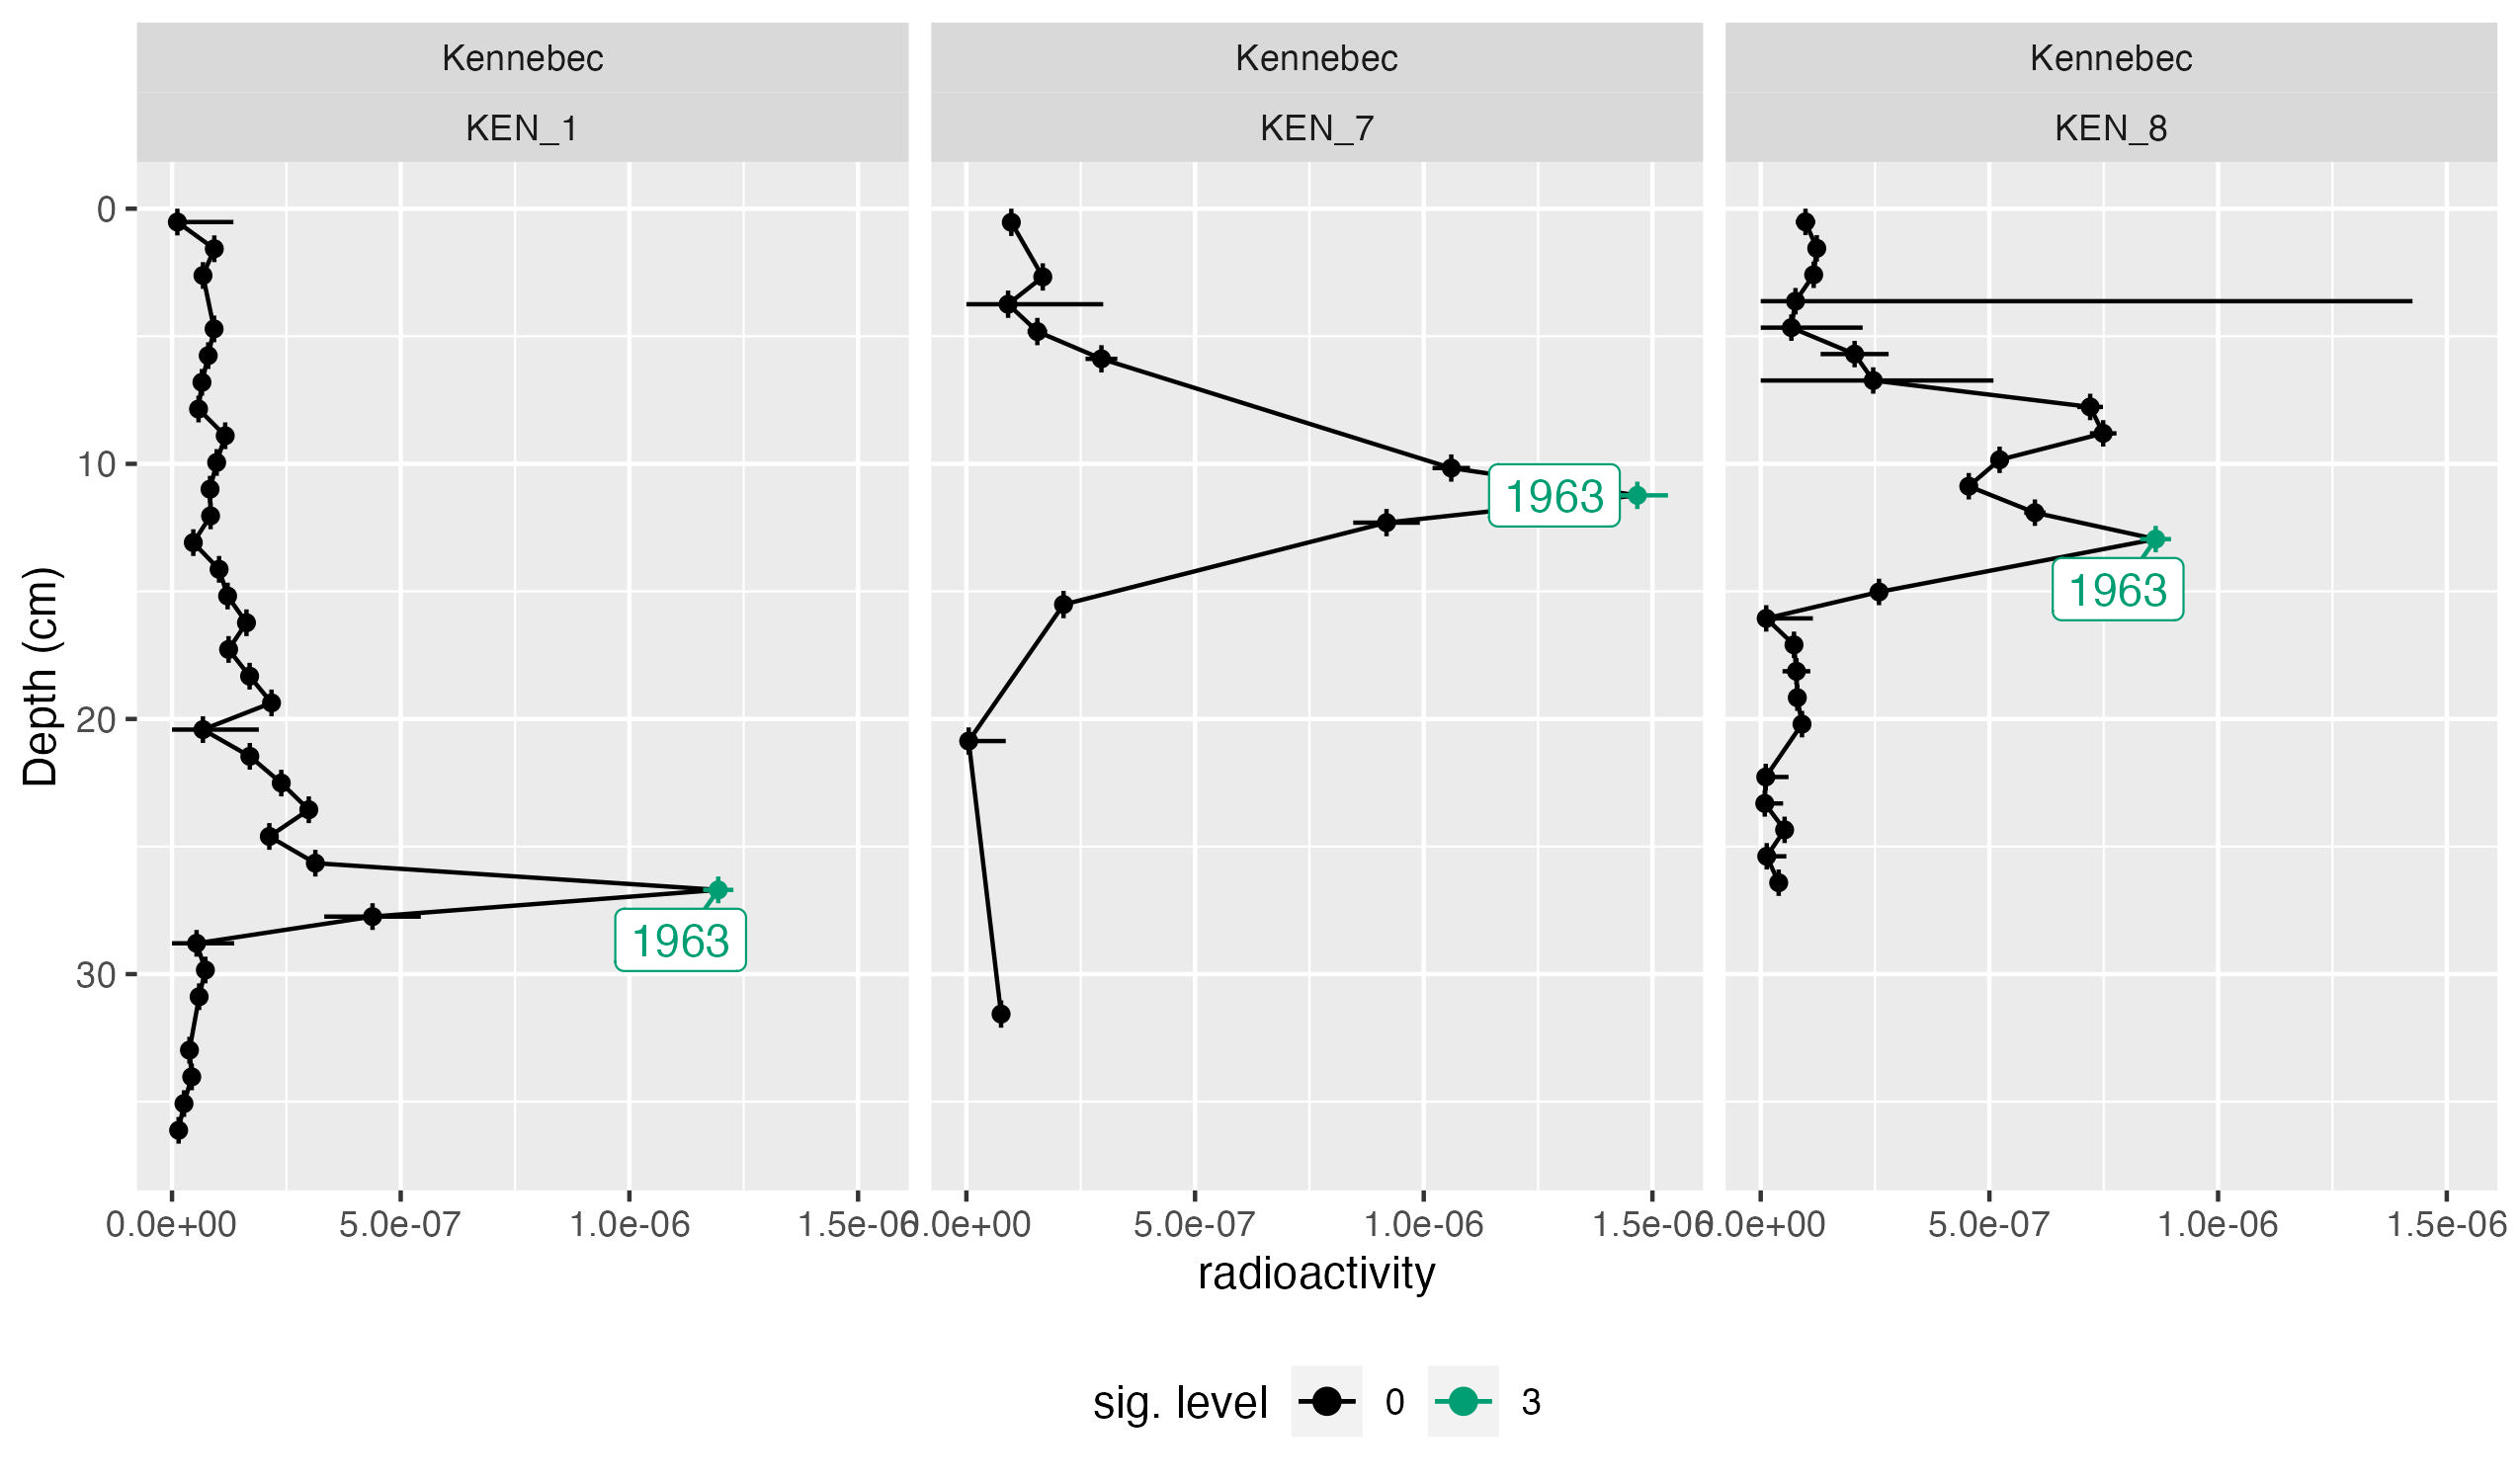 Kennebec Kennebec Kennebec
KEN_1 KEN_7 KEN_8
0
10
20
30
Depth (cm)
1963
1963
1963
0.0e+00 5.0e-07 1.0e-06 1.5e-06 0.0e+00 5.0e-07 1.0e-06 1.5e-06 0.0e+00 5.0e-07 1.0e-06 1.5e-06
radioactivity
sig. level 0 3